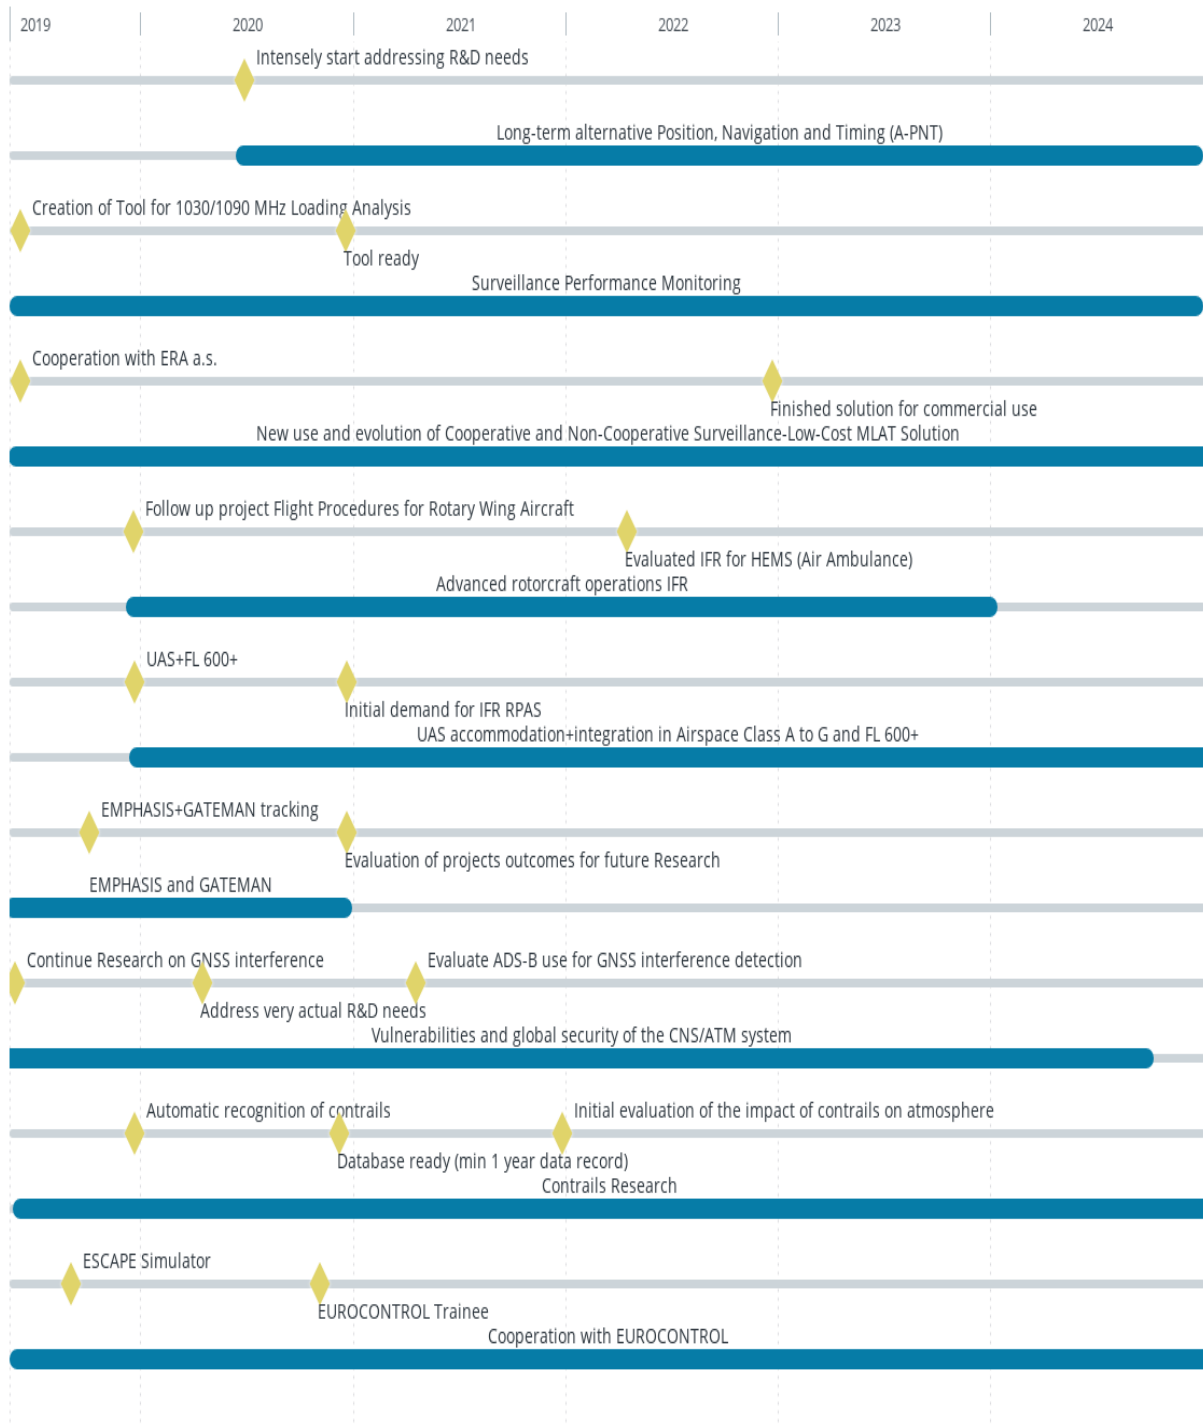 2019 2020 2021 2022 2023 2024
Intensely start addressing R&D needs
Long-term alternative Position, Navigation and Timing (A-PNT)
Creation of Tool for 1030/1090 MHz Loading Analysis
Tool ready
Surveillance Performance Monitoring
Cooperation with ERA a.s.
Finished solution for commercial use
New use and evolution of Cooperative and Non-Cooperative Surveillance-Low-Cost MLAT Solution
Follow up project Flight Procedures for Rotary Wing Aircraft
Evaluated IFR for HEMS (Air Ambulance)
Advanced rotorcraft operations IFR
UAS+FL 600+
Initial demand for IFR RPAS
UAS accommodation+integration in Airspace Class A to G and FL 600+
EMPHASIS+GATEMAN tracking
Evaluation of projects outcomes for future Research
EMPHASIS and GATEMAN
Continue Research on GNSS interference
Evaluate ADS-B use for GNSS interference detection
Address very actual R&D needs
Vulnerabilities and global security of the CNS/ATM system
Automatic recognition of contrails
Initial evaluation of the impact of contrails on atmosphere
Database ready (min 1 year data record)
Contrails Research
ESCAPE Simulator
EUROCONTROL Trainee
Cooperation with EUROCONTROL